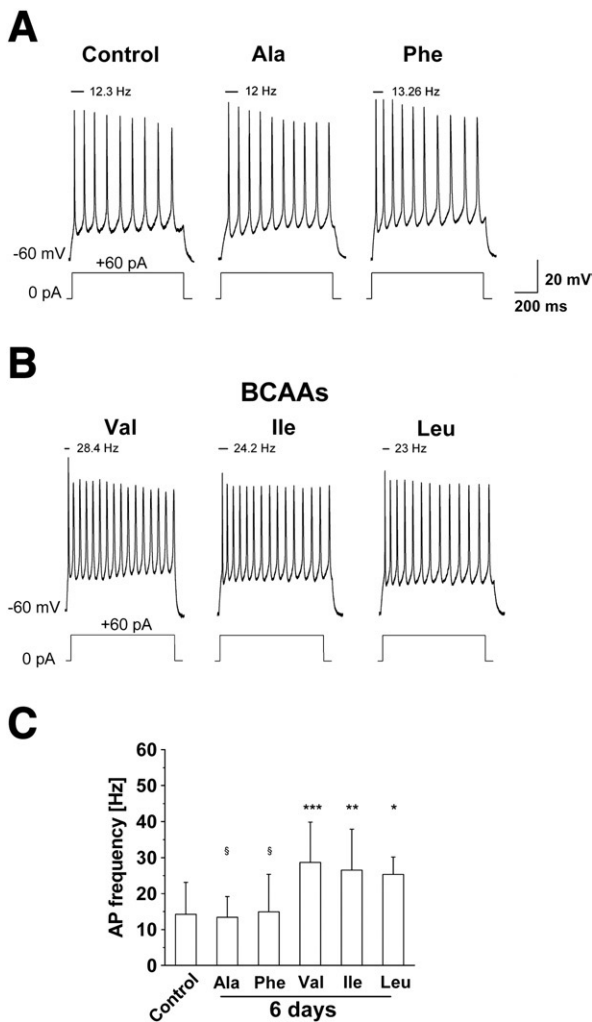 A
Control Ala Phe
12.3 Hz 12 Hz 13.26 Hz
-60 mV
+60 pA
0 pA
20 mV
200 ms
B
BCAAs
Val Ile Leu
28.4 Hz 24.2 Hz 23 Hz
-60 mV
+60 pA
0 pA
C
AP frequency [Hz]
60
50
40
30
20
10
0
§ § *** ** *
Control Ala Phe Val Ile Leu
6 days